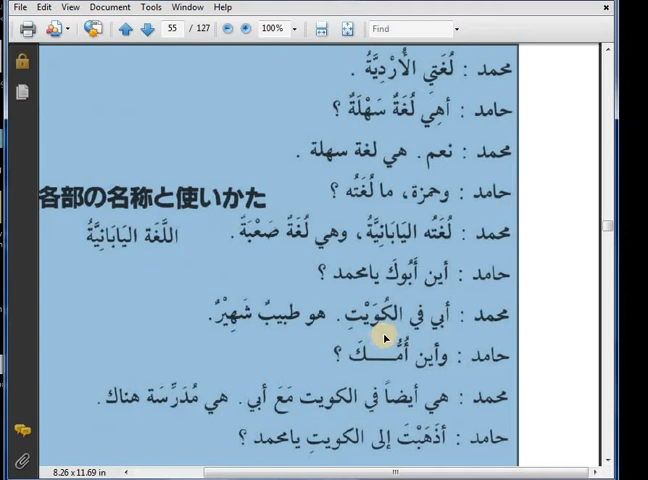 File Edit View Document Tools Window Help ×
55 / 127 100% Find
محمد : لُغَتِي الْأُرْدِيَّةُ .
حامد : أهِي لُغَةٌ سَهْلَةٌ ؟
محمد : نعم . هي لغة سهلة .
حامد : وحمزة، ما لُغَتُه ؟
各部の名称と使いかた
محمد : لُغَتُه اليَابَانِيَّةُ، وهي لُغَةٌ صَعْبَةٌ . اللُّغَة اليَابَانِيَّةُ
حامد : أين أَبُوكَ يامحمد ؟
محمد : أبي في الكُوَيْتِ . هو طبيبٌ شَهِيْرٌ.
حامد : وأين أُمُّـــــكَ ؟
محمد : هي أيضاً في الكويت مَعَ أبي . هي مُدَرِّسَة هناك .
حامد : أذَهَبْتَ إلى الكويتِ يامحمد ؟
8.26 x 11.69 in